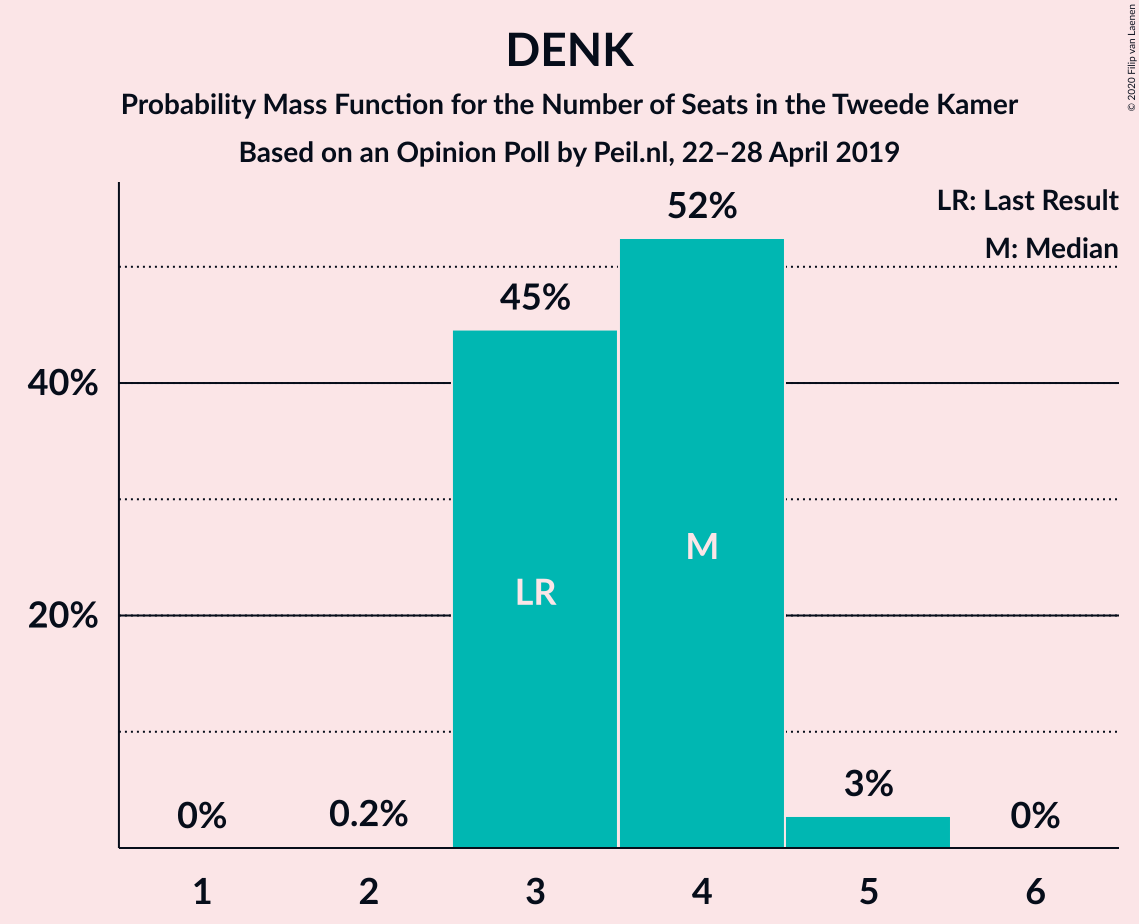 DENK
Probability Mass Function for the Number of Seats in the Tweede Kamer
Based on an Opinion Poll by Peil.nl, 22–28 April 2019
© 2020 Filip van Laenen
LR: Last Result
M: Median
52%
45%
40%
M
LR
20%
3%
0%
0.2%
0%
1
2
3
4
5
6